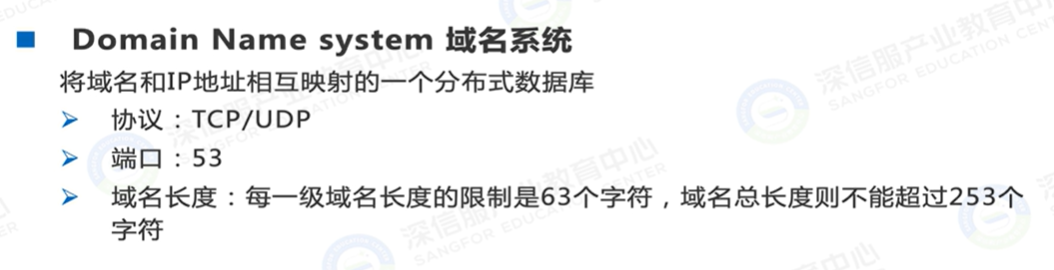 Domain Name system 域名系统
将域名和IP地址相互映射的一个分布式数据库
协议：TCP/UDP
端口：53
域名长度：每一级域名长度的限制是63个字符，域名总长度则不能超过253个
字符
深信服产业教育中心
SANGFOR EDUCATION CENTER